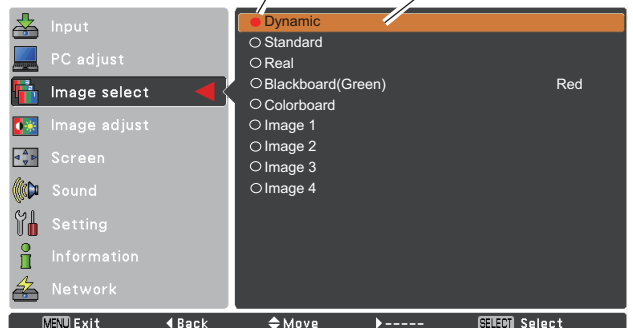 Input
PC adjust
Image select
Image adjust
Screen
Sound
Setting
Information
Network
Dynamic
Standard
Real
Blackboard(Green)
Colorboard Red
Image 1
Image 2
Image 3
Image 4
MENU Exit Back Move ----- SELECT Select